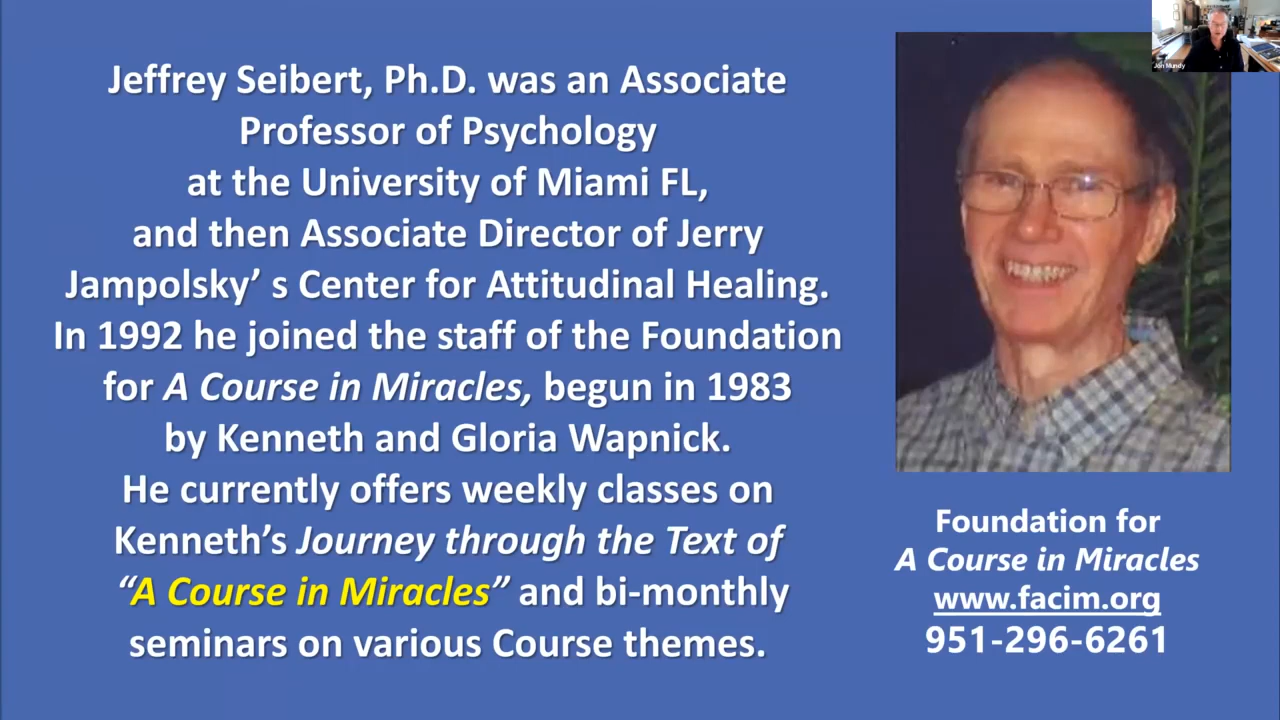 Jeffrey Seibert, Ph.D. was an Associate
Professor of Psychology
at the University of Miami FL,
and then Associate Director of Jerry
Jampolsky’ s Center for Attitudinal Healing.
In 1992 he joined the staff of the Foundation
for A Course in Miracles, begun in 1983
by Kenneth and Gloria Wapnick.
He currently offers weekly classes on
Kenneth’s Journey through the Text of
“A Course in Miracles” and bi-monthly
seminars on various Course themes.
Jon Mundy
Foundation for
A Course in Miracles
www.facim.org
951-296-6261